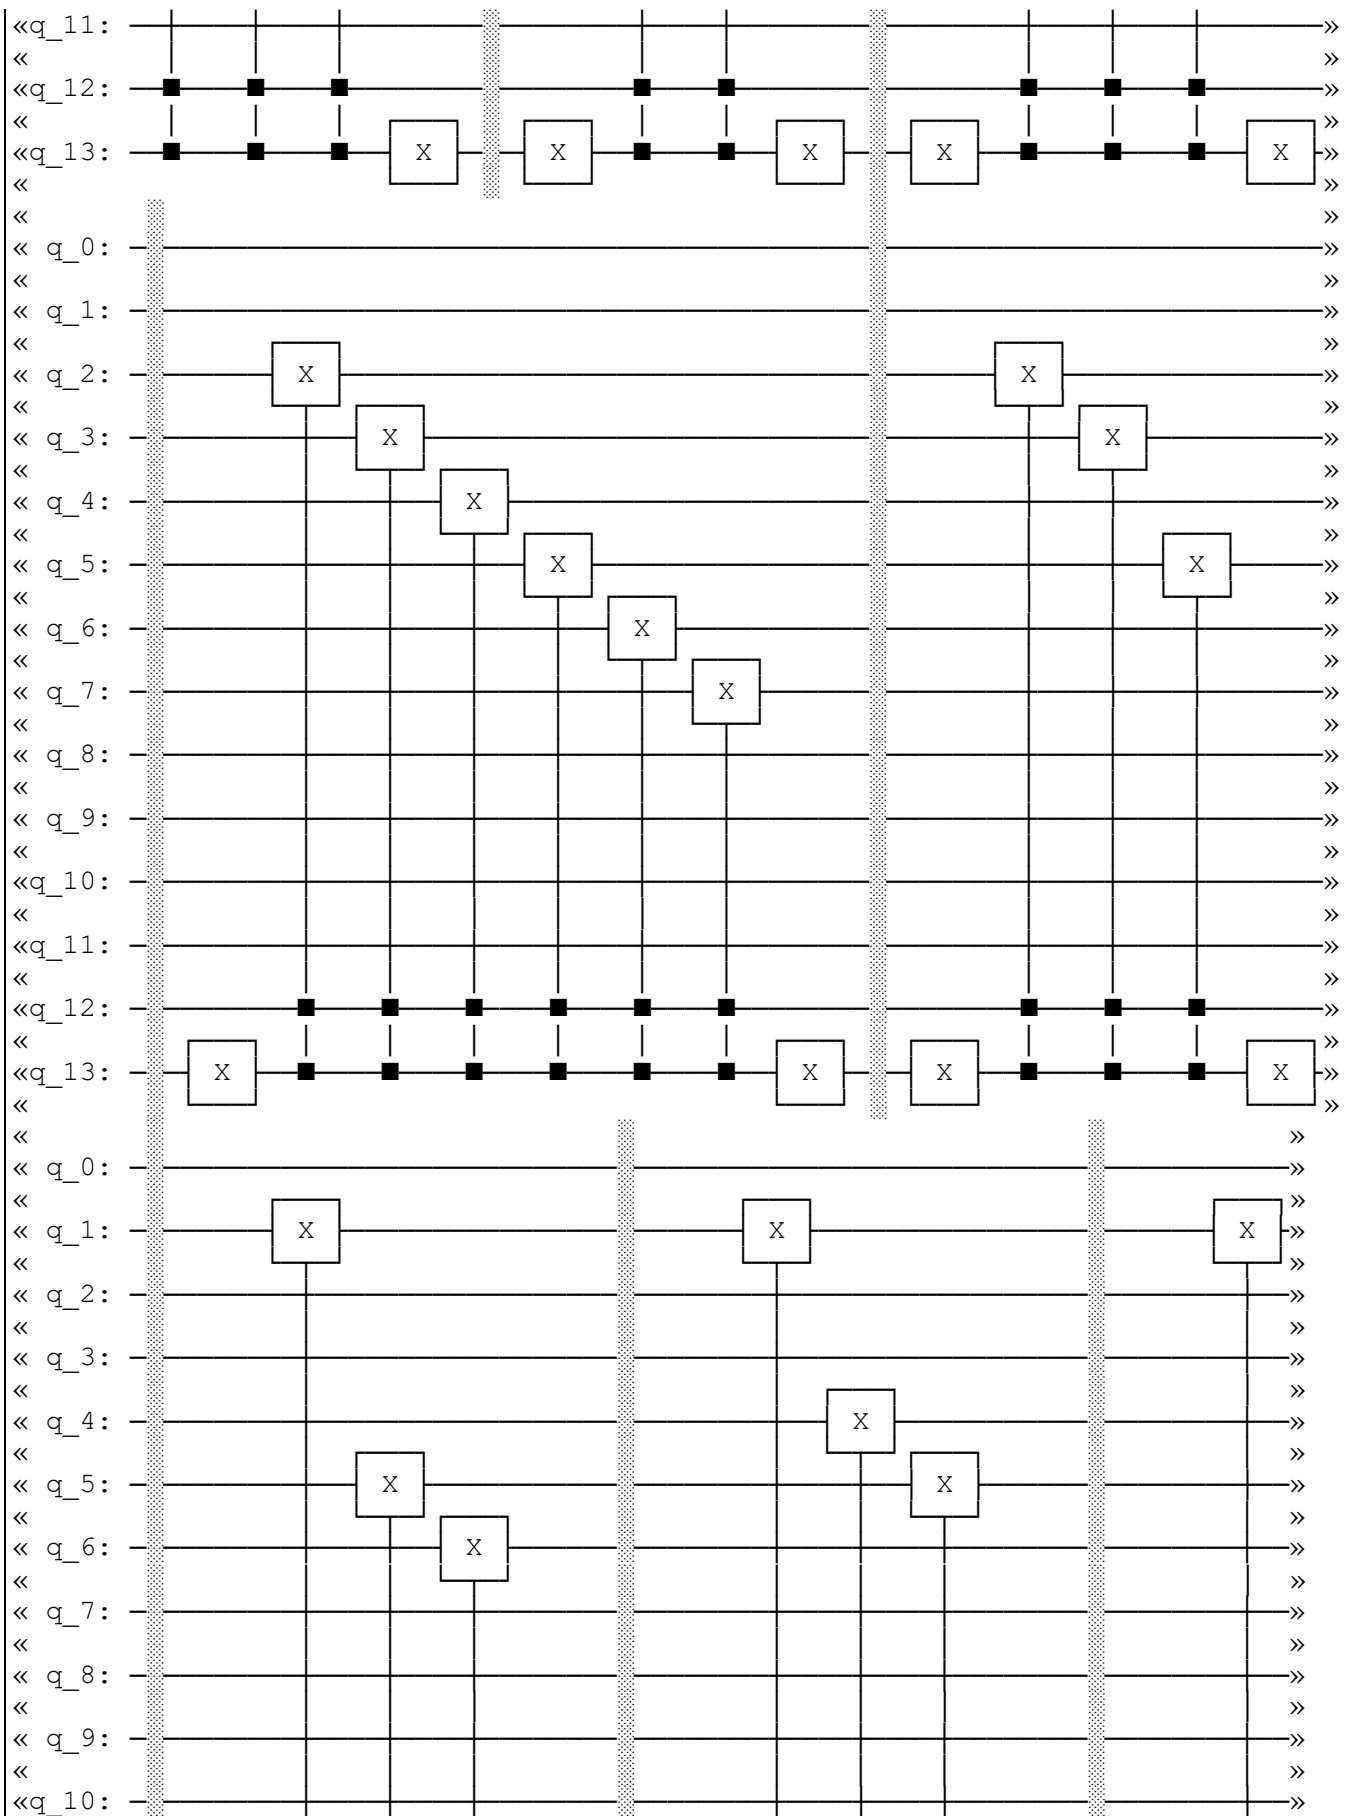 «q_11: »
« »
«q_12: »
« »
«q_13: X X X X X »
« »
« »
« q_0: »
« »
« q_1: »
« »
« q_2: X X »
« »
« q_3: X X »
« »
« q_4: X »
« »
« q_5: X X »
« »
« q_6: X »
« »
« q_7: X »
« »
« q_8: »
« »
« q_9: »
« »
«q_10: »
« »
«q_11: »
« »
«q_12: »
« »
«q_13: X X X X »
« »
« »
« q_0: »
« »
« q_1: X X X »
« »
« q_2: »
« »
« q_3: »
« »
« q_4: X »
« »
« q_5: X X »
« »
« q_6: X »
« »
« q_7: »
« »
« q_8: »
« »
« q_9: »
« »
«q_10: »